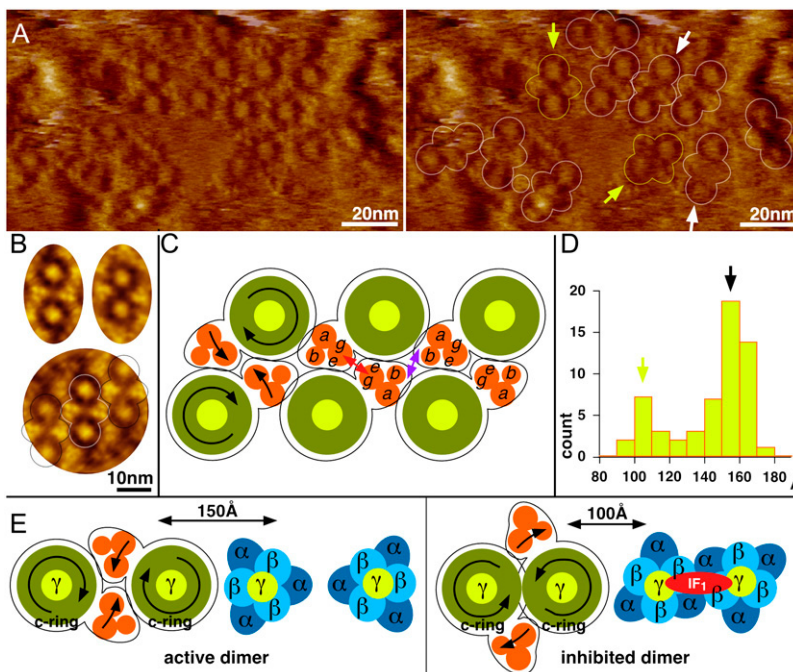 A
20nm
20nm
B
10nm
C
a
g
b
e
a
g
b
e
g
e
b
a
g
e
b
a
D
20
15
10
5
0
count
80 100 120 140 160 180
E
150Å
γ
γ
c-ring
c-ring
α
β
α
β
γ
β
α
α
β
β
γ
α
β
α
active dimer
100Å
γ
γ
c-ring
c-ring
α
β
β
α
β
γ
IF1
γ
β
α
β
β
α
α
inhibited dimer